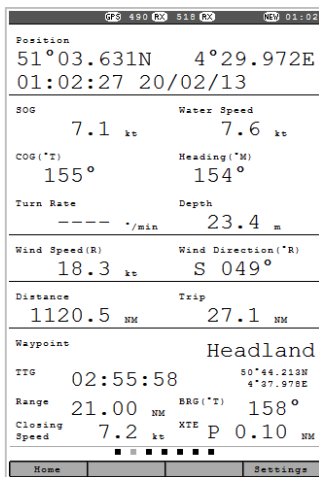 GPS 490 RX 518 RX NEW 01:02
Position
51°03.631N 4°29.972E
01:02:27 20/02/13
SOG Water Speed
7.1 kt 7.6 kt
COG(°T) Heading(°M)
155° 154°
Turn Rate Depth
---- °/min 23.4 m
Wind Speed(R) Wind Direction(°R)
18.3 kt S 049°
Distance Trip
1120.5 NM 27.1 NM
Waypoint Headland
TTG 02:55:58 50°44.213N
4°37.978E
Range 21.00 NM BRG(°T) 158°
Closing Speed 7.2 kt XTE P 0.10 NM
Home Settings